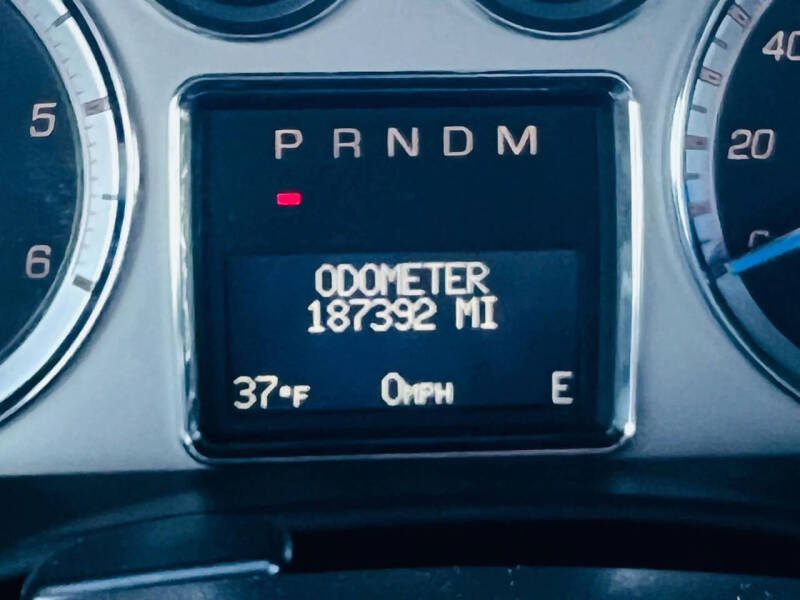 5
6
P R N D M
ODOMETER
187392 MI
37°F 0MPH E
40
20